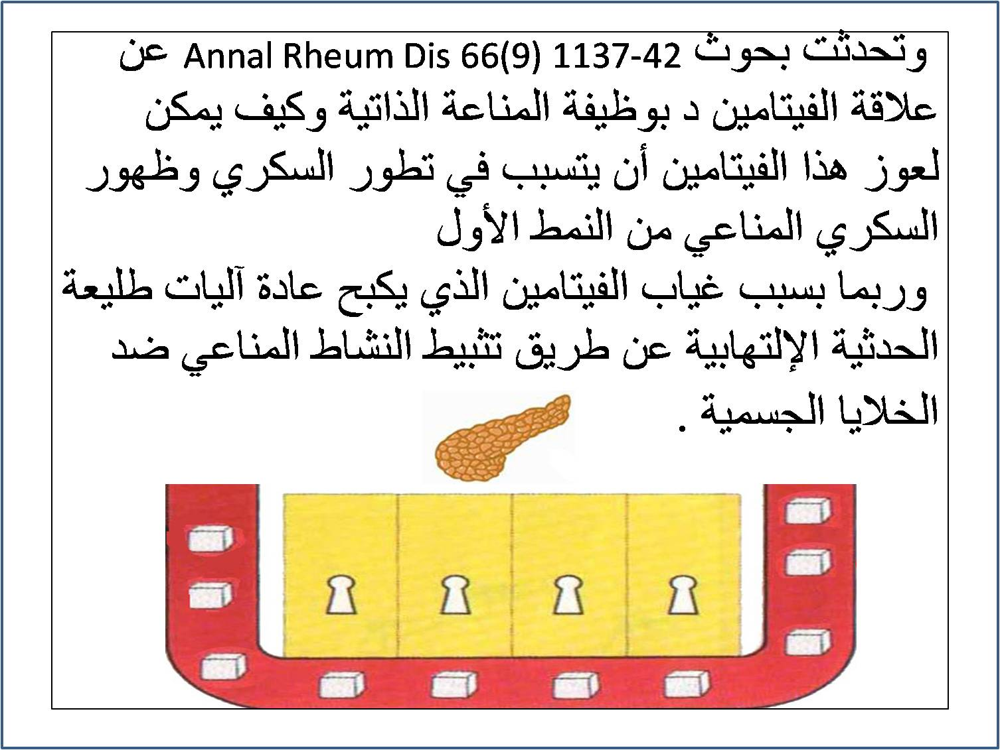 وتحدثت بحوث Annal Rheum Dis 66(9) 1137-42 عن
علاقة الفيتامين د بوظيفة المناعة الذاتية وكيف يمكن
لعوز هذا الفيتامين أن يتسبب في تطور السكري وظهور
السكري المناعي من النمط الأول
وربما بسبب غياب الفيتامين الذي يكبح عادة آليات طليعة
الحدثية الإلتهابية عن طريق تثبيط النشاط المناعي ضد
الخلايا الجسمية .